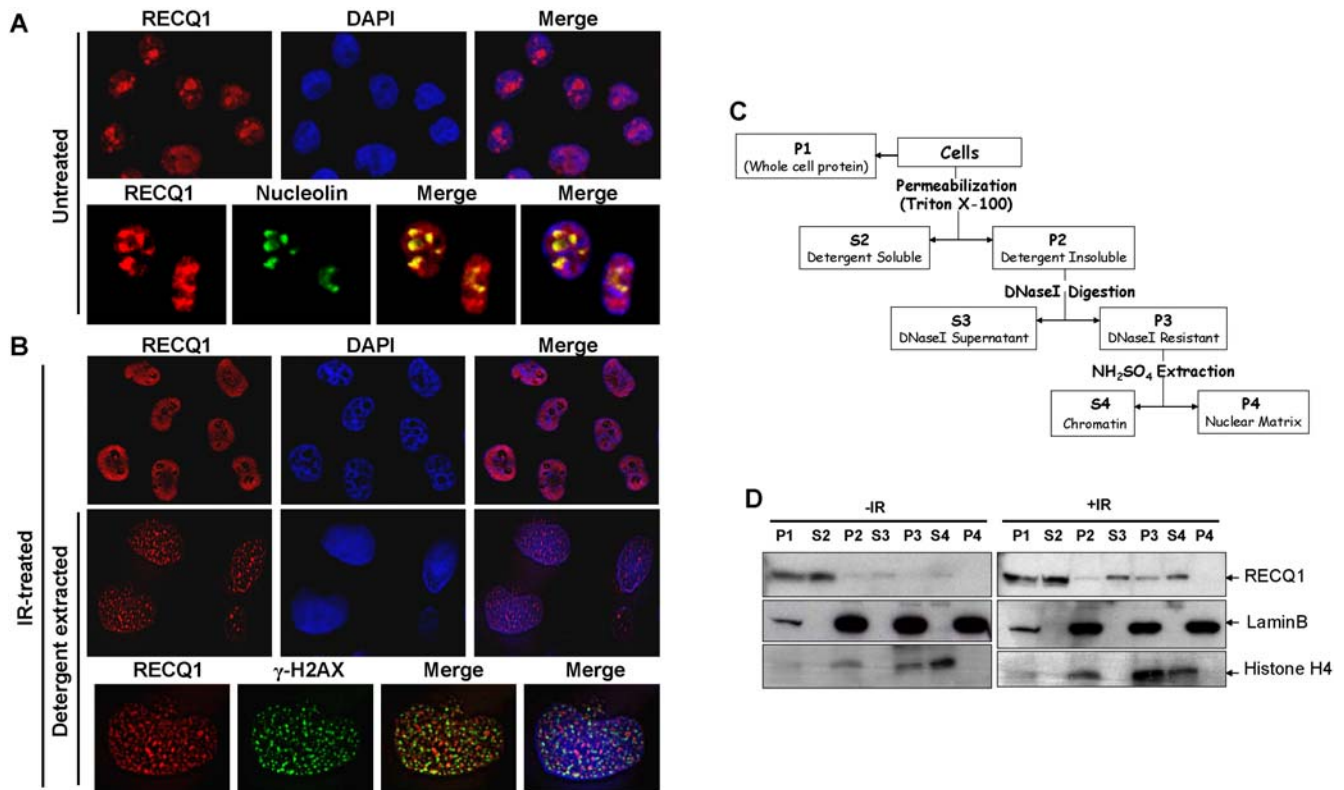 A
RECQ1 DAPI Merge
Untreated
RECQ1 Nucleolin Merge Merge
B
RECQ1 DAPI Merge
IR-treated
Detergent extracted
RECQ1 γ-H2AX Merge Merge
C
P1
(Whole cell protein)
Cells
Permeabilization
(Triton X-100)
S2
Detergent Soluble
P2
Detergent Insoluble
DNaseI Digestion
S3
DNaseI Supernatant
P3
DNaseI Resistant
NH₂SO₄ Extraction
S4
Chromatin
P4
Nuclear Matrix
D
-IR +IR
P1 S2 P2 S3 P3 S4 P4 P1 S2 P2 S3 P3 S4 P4
RECQ1
LaminB
Histone H4